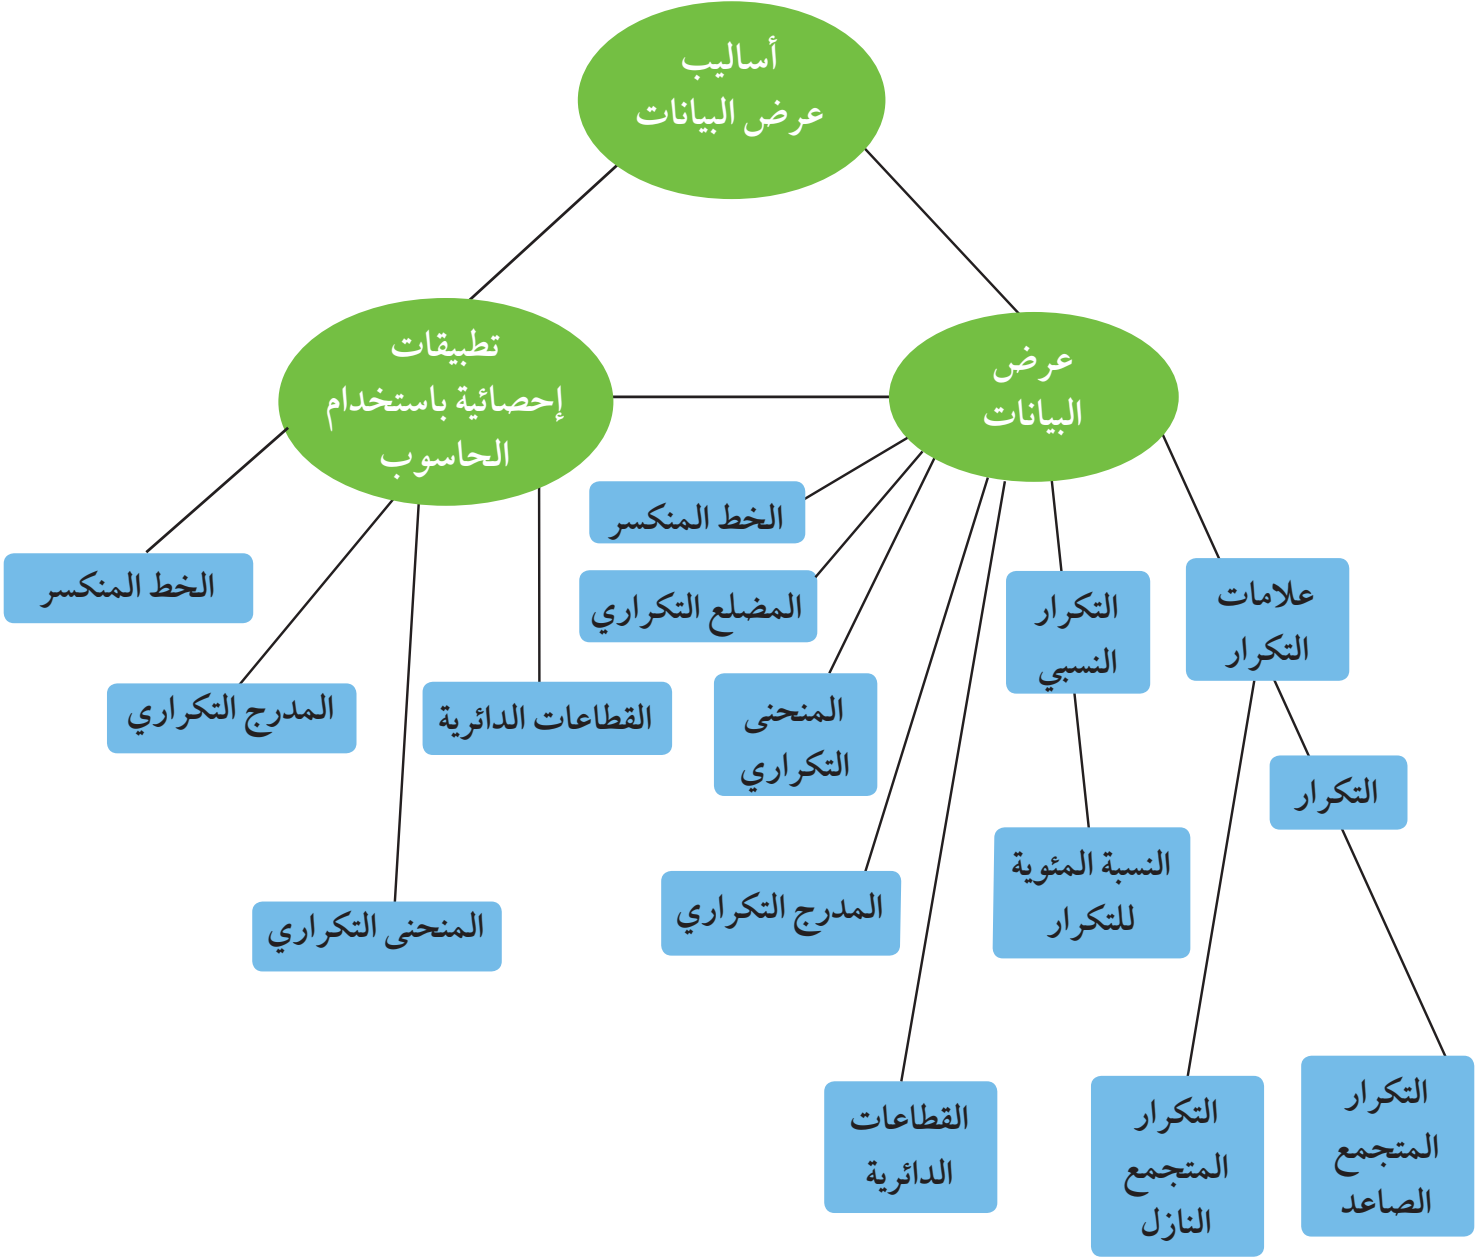 أساليب
عرض البيانات
عرض
البيانات
تطبيقات
إحصائية باستخدام
الحاسوب
علامات
التكرار
التكرار
التكرار
المتجمع
الصاعد
التكرار
المتجمع
النازل
التكرار
النسبي
النسبة المئوية
للتكرار
الخط المنكسر
المضلع التكراري
المنحنى
التكراري
المدرج التكراري
القطاعات
الدائرية
القطاعات الدائرية
المنحنى التكراري
المدرج التكراري
الخط المنكسر